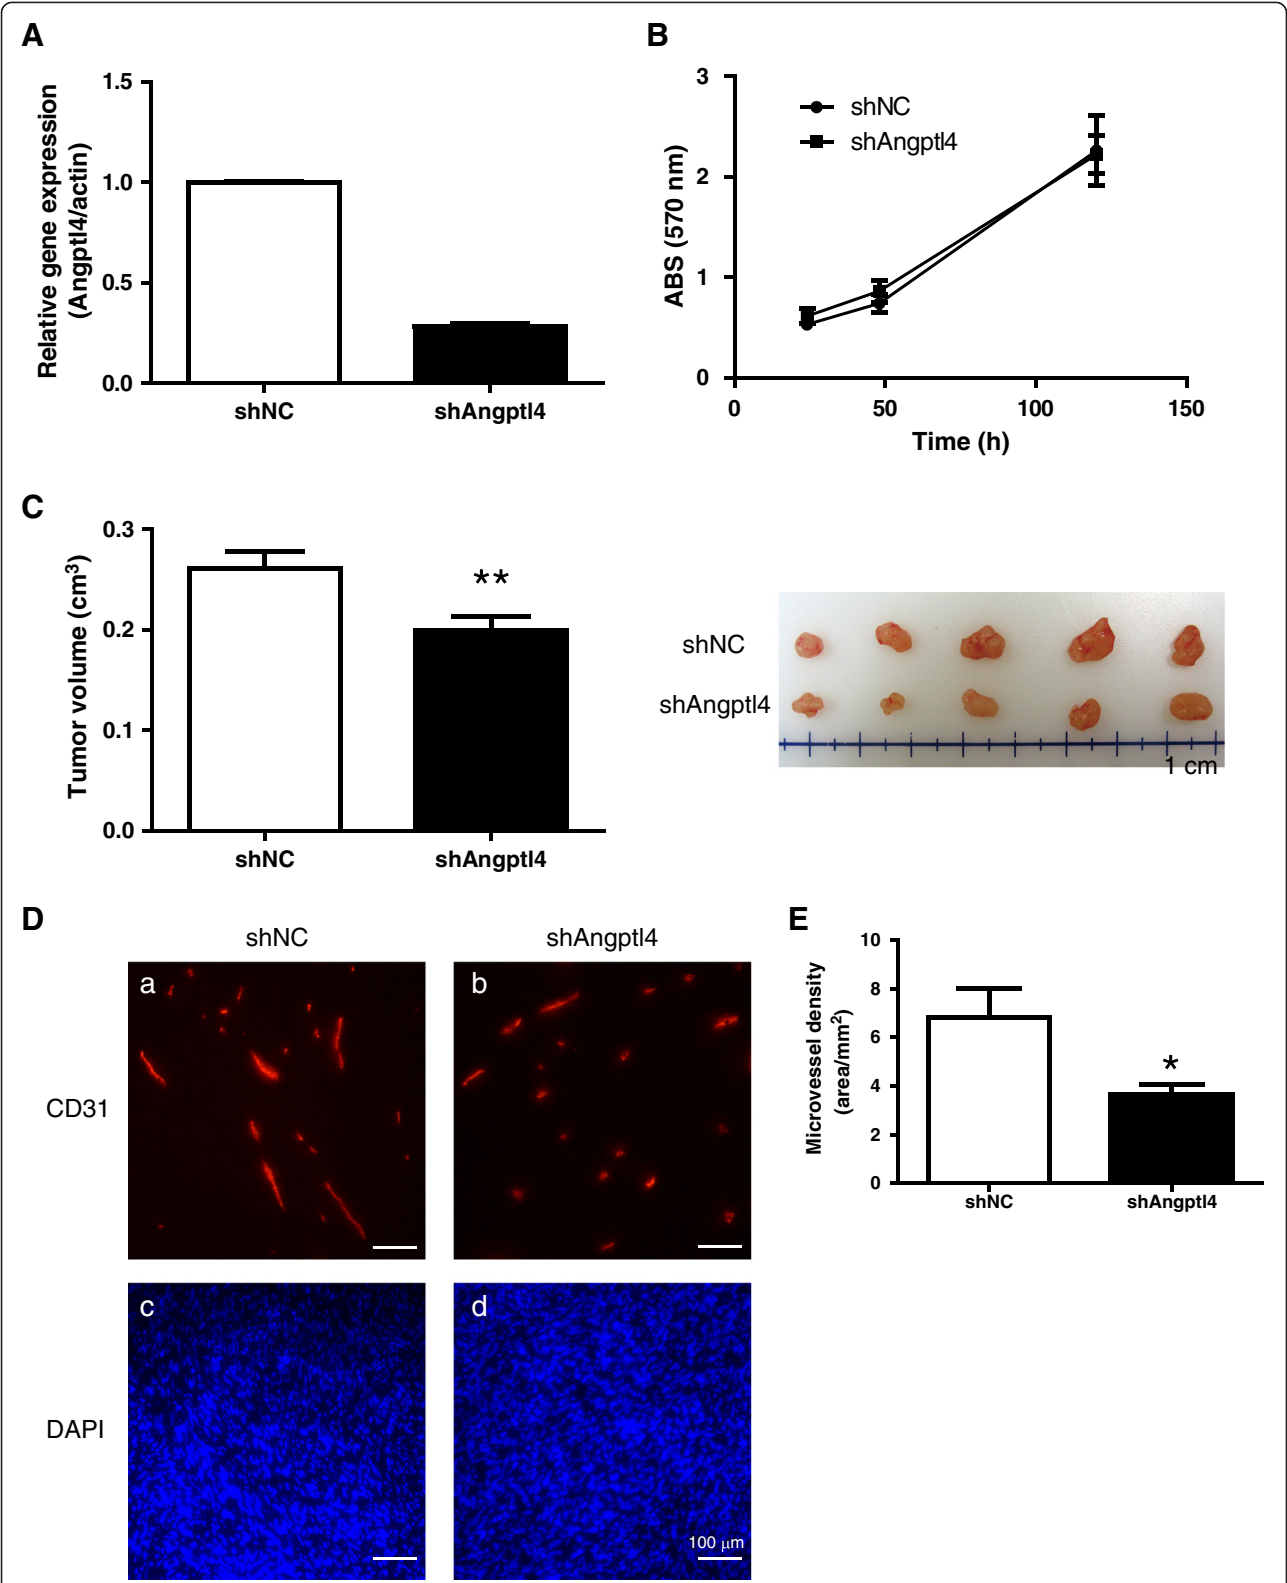 A
Relative gene expression
(Angptl4/actin)
1.5
1.0
0.5
0.0
shNC
shAngptl4
B
ABS (570 nm)
3
2
1
0
shNC
shAngptl4
0
50
100
150
Time (h)
C
Tumor volume (cm³)
0.3
0.2
0.1
0.0
**
shNC
shAngptl4
shNC
shAngptl4
1 cm
D
shNC
shAngptl4
a
b
CD31
c
d
DAPI
100 μm
E
Microvessel density
(area/mm²)
10
8
6
4
2
0
*
shNC
shAngptl4